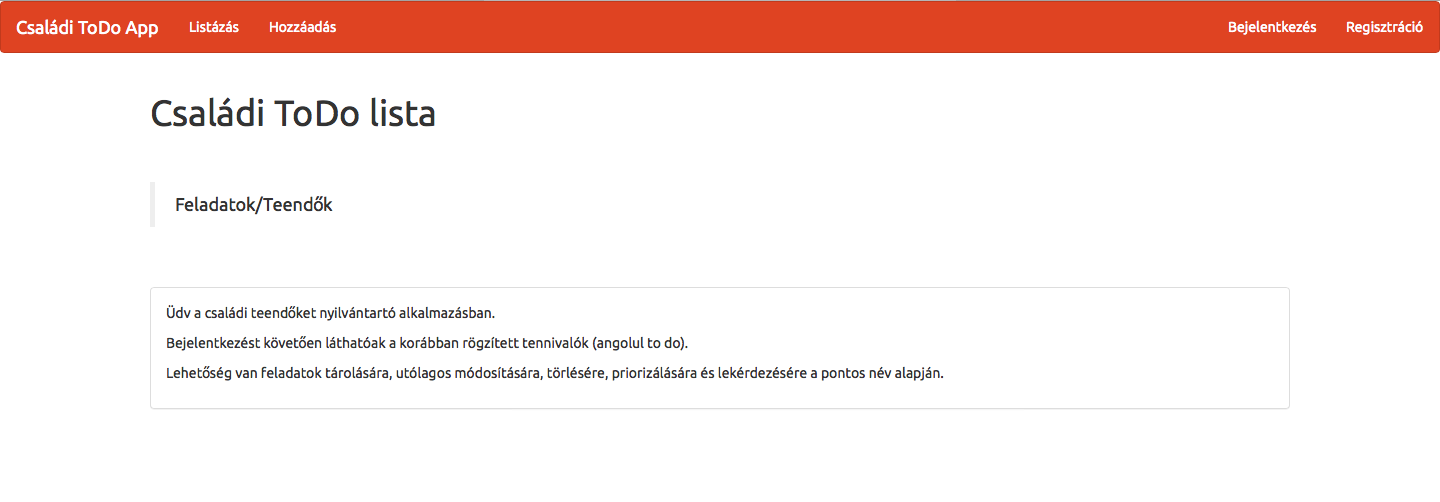 Családi ToDo App Listázás Hozzáadás Bejelentkezés Regisztráció
Családi ToDo lista
Feladatok/Teendők
Üdv a családi teendőket nyilvántartó alkalmazásban.
Bejelentkezést követően láthatóak a korábban rögzített tennivalók (angolul to do).
Lehetőség van feladatok tárolására, utólagos módosítására, törlésére, priorizálására és lekérdezésére a pontos név alapján.